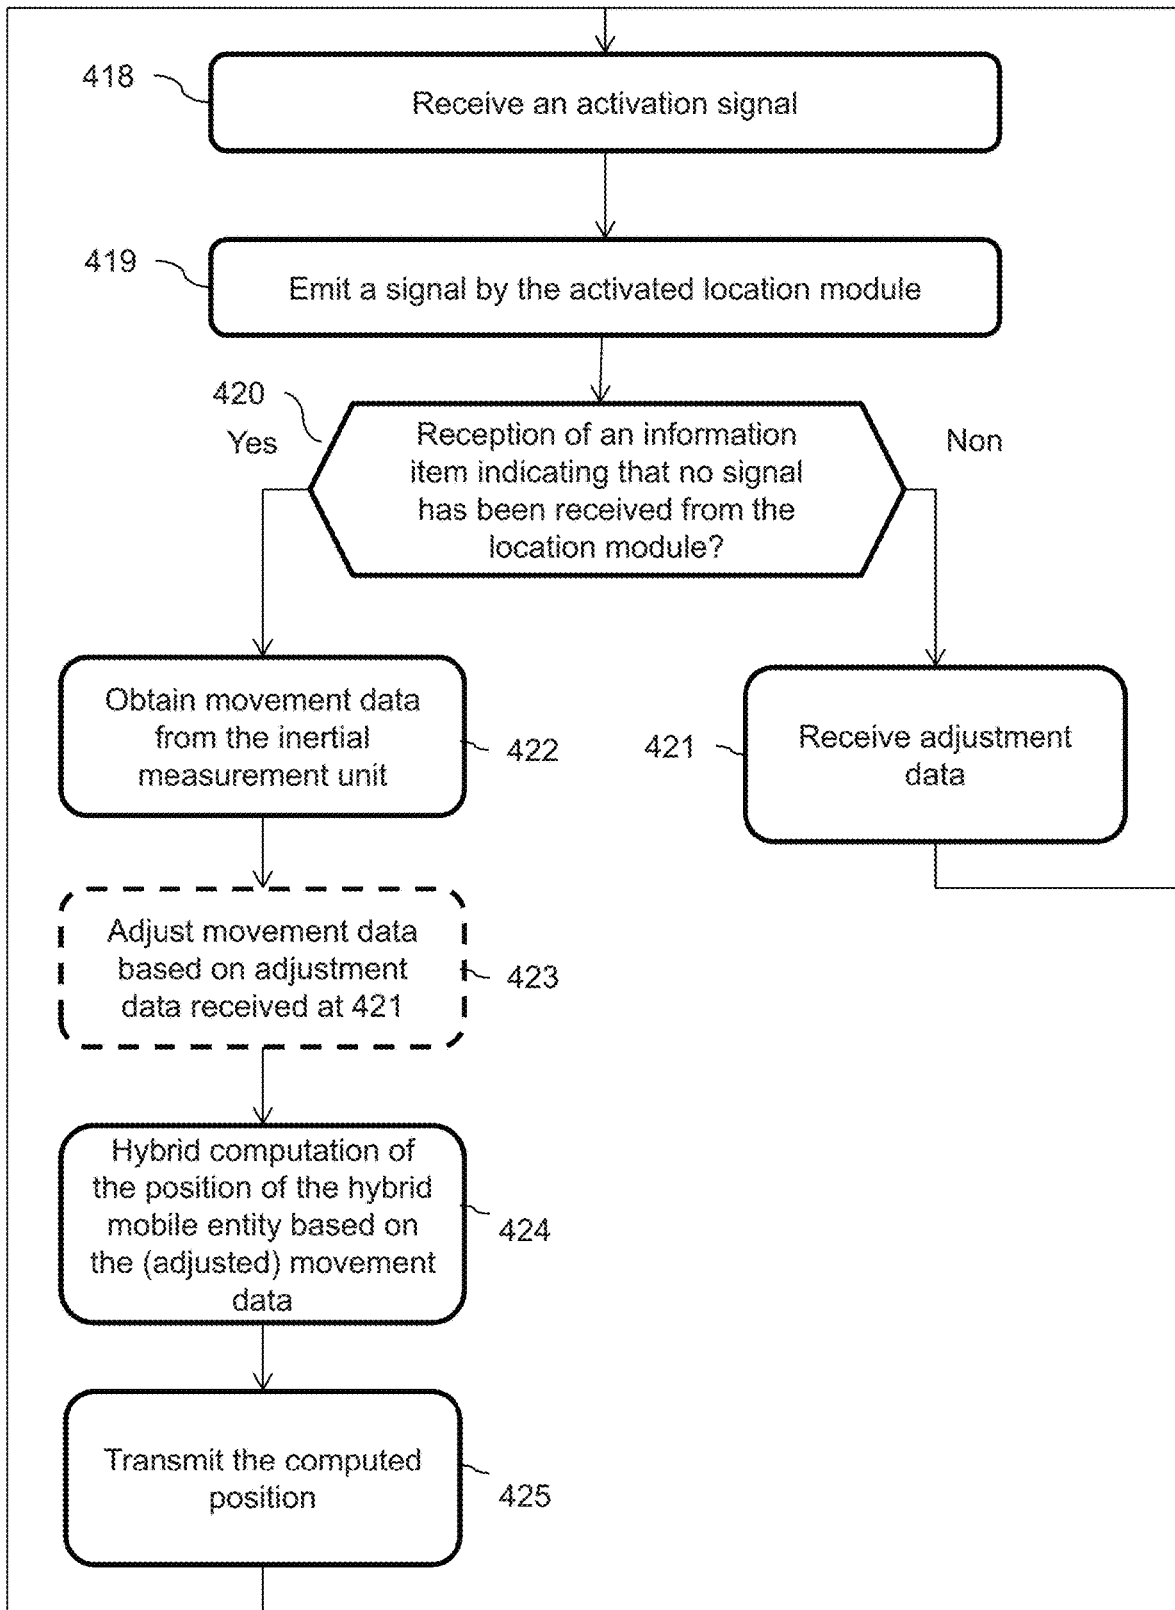 418
Receive an activation signal
419
Emit a signal by the activated location module
420
Yes
Reception of an information
item indicating that no signal
has been received from the
location module?
Non
Obtain movement data
from the inertial
measurement unit
422
421
Receive adjustment
data
Adjust movement data
based on adjustment
data received at 421
423
Hybrid computation of
the position of the hybrid
mobile entity based on
the (adjusted) movement
data
424
Transmit the computed
position
425